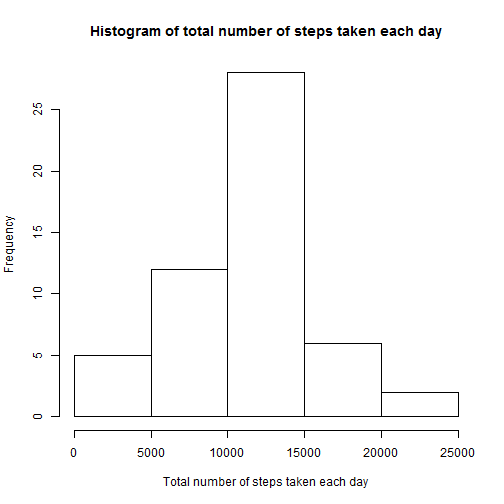 Histogram of total number of steps taken each day
Frequency
25
20
15
10
5
0
0 5000 10000 15000 20000 25000
Total number of steps taken each day